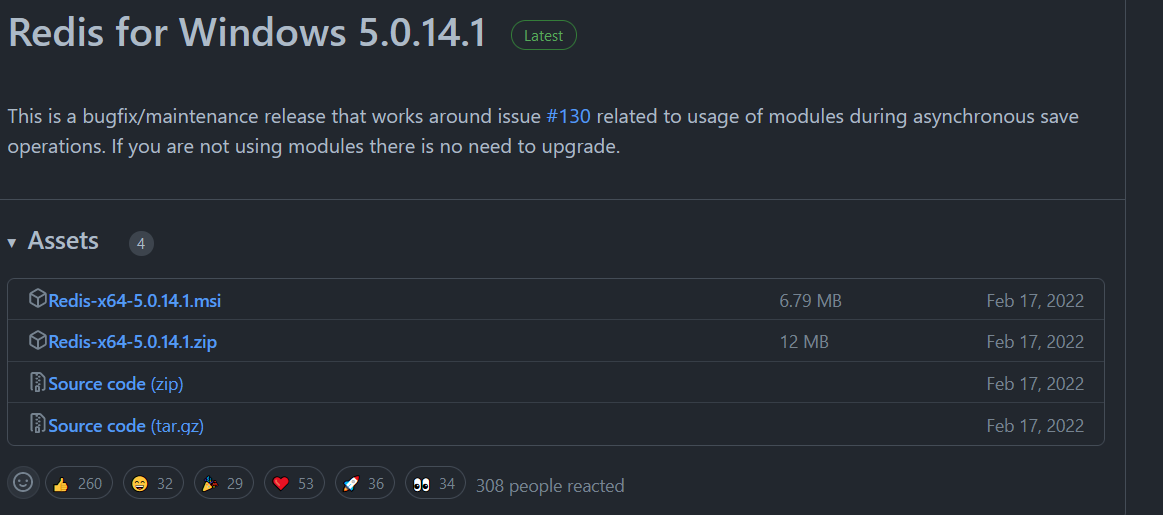 Redis for Windows 5.0.14.1 Latest
This is a bugfix/maintenance release that works around issue #130 related to usage of modules during asynchronous save
operations. If you are not using modules there is no need to upgrade.
Assets 4
Redis-x64-5.0.14.1.msi 6.79 MB Feb 17, 2022
Redis-x64-5.0.14.1.zip 12 MB Feb 17, 2022
Source code (zip) Feb 17, 2022
Source code (tar.gz) Feb 17, 2022
260 32 29 53 36 34 308 people reacted